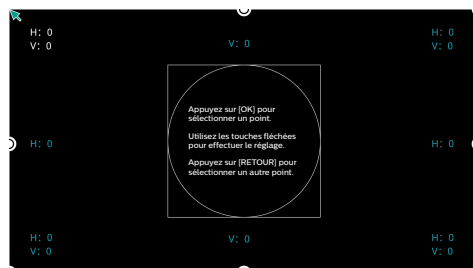 H: 0
V: 0
V: 0
H: 0
V: 0
Appuyez sur [OK] pour
sélectionner un point.
Utilisez les touches fléchées
pour effectuer le réglage.
Appuyez sur [RETOUR] pour
sélectionner un autre point.
H: 0
H: 0
H: 0
V: 0
V: 0
H: 0
V: 0